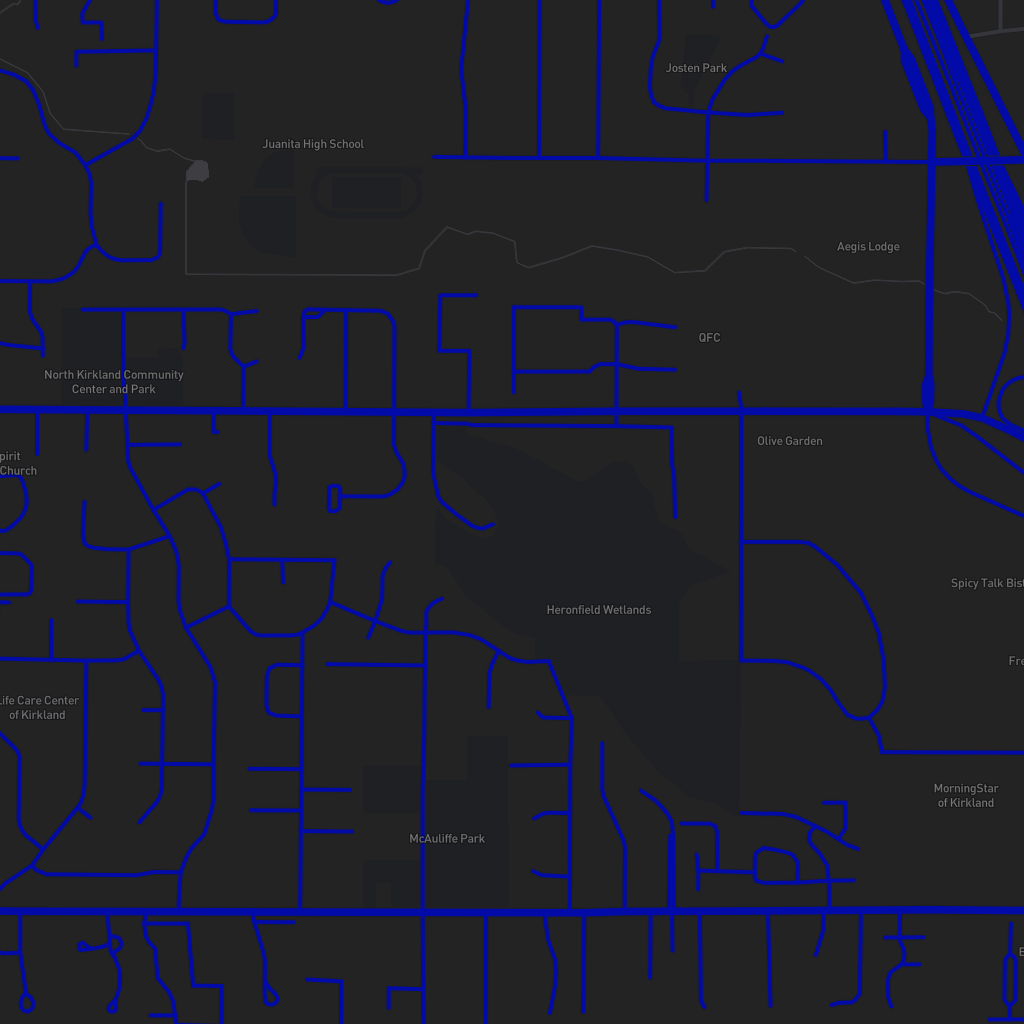 Josten Park
Juanita High School
Aegis Lodge
QFC
North Kirkland Community
Center and Park
Olive Garden
pirit
Church
Spicy Talk Bist
Heronfield Wetlands
Fre
Life Care Center
of Kirkland
MorningStar
of Kirkland
McAuliffe Park
E